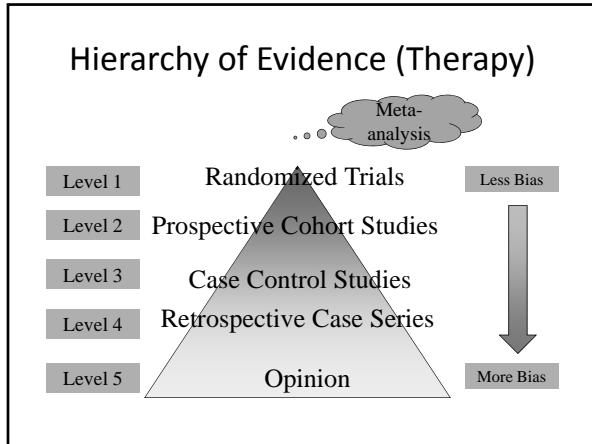 Hierarchy of Evidence (Therapy)
Meta-
analysis
Level 1
Randomized Trials
Less Bias
Level 2
Prospective Cohort Studies
Level 3
Case Control Studies
Level 4
Retrospective Case Series
Level 5
Opinion
More Bias